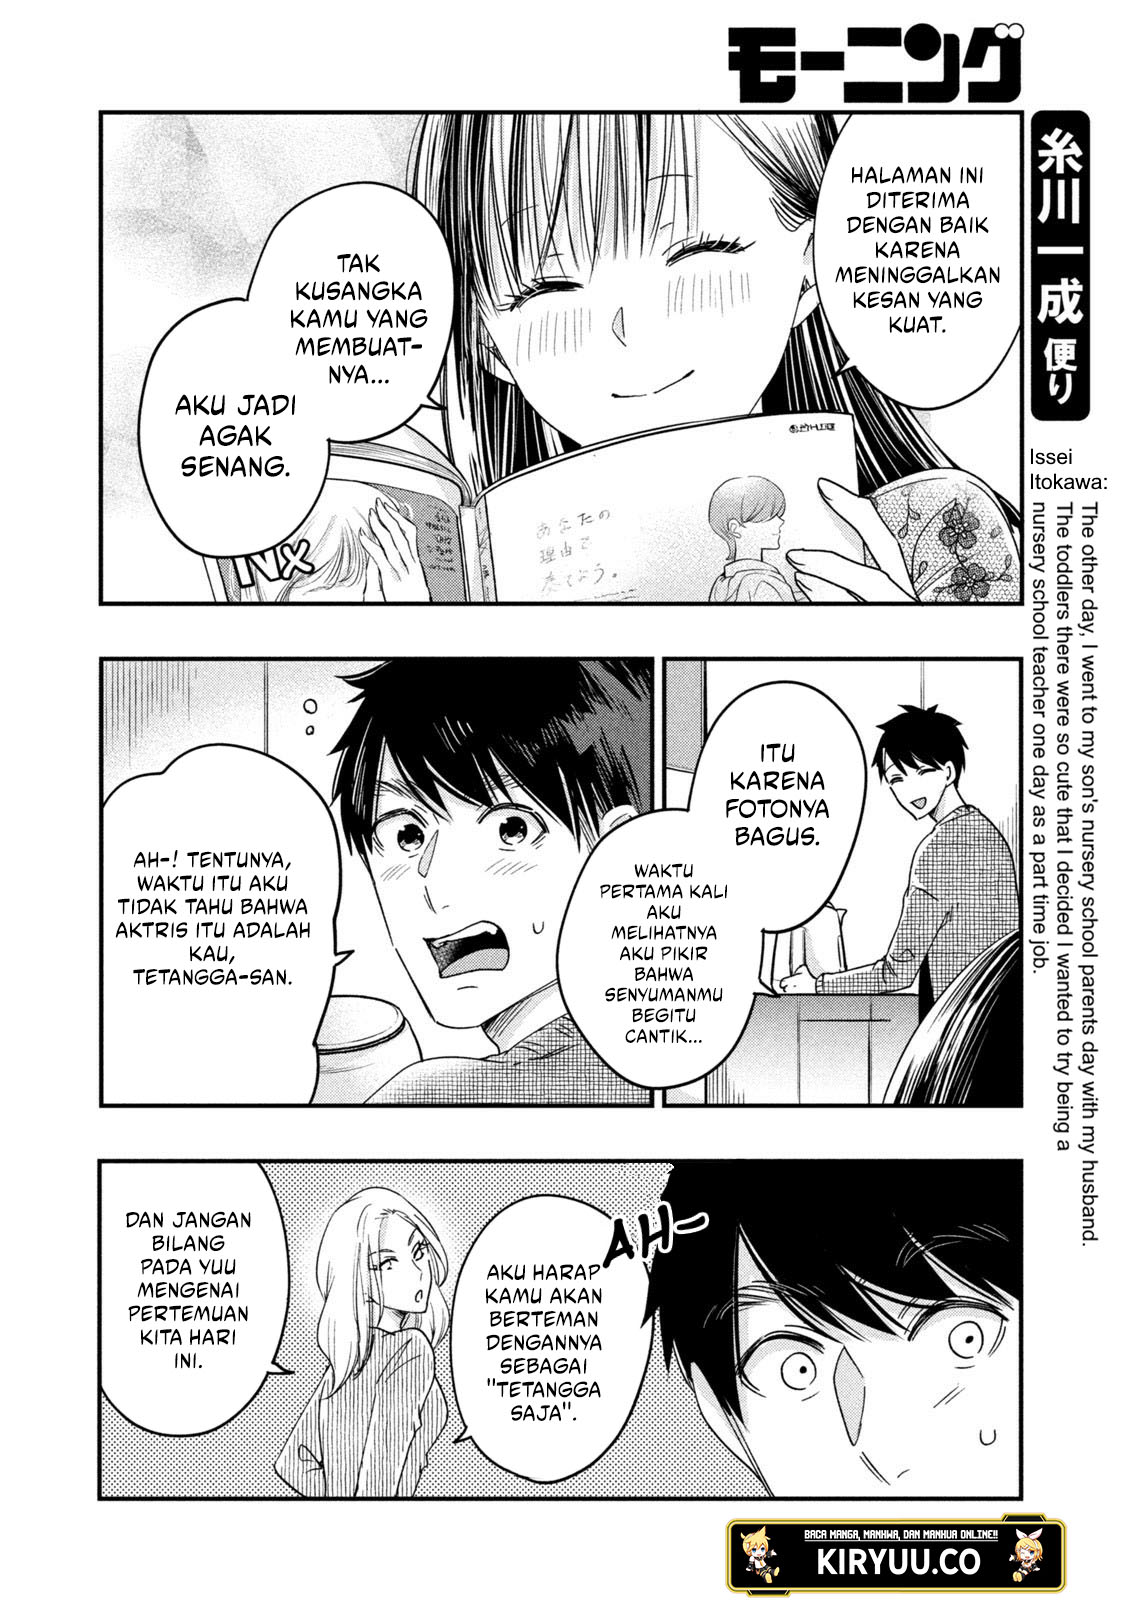 モーニング
糸川一成 便り
Issei
Itokawa:
The other day, I went to my son's nursery school parents day with my husband.
The toddlers there were so cute that I decided I wanted to try being a
nursery school teacher one day as a part time job.
HALAMAN INI
DITERIMA
DENGAN BAIK
KARENA
MENINGGALKAN
KESAN YANG
KUAT.
TAK
KUSANGKA
KAMU YANG
MEMBUAT-
NYA...
AKU JADI
AGAK
SENANG.
あなたの
理由で
奏でよう。
ITU
KARENA
FOTONYA
BAGUS.
WAKTU
PERTAMA KALI
AKU
MELIHATNYA
AKU PIKIR
BAHWA
SENYUMANMU
BEGITU
CANTIK...
AH-! TENTUNYA,
WAKTU ITU AKU
TIDAK TAHU BAHWA
AKTRIS ITU ADALAH
KAU,
TETANGGA-SAN.
AH-
AKU HARAP
KAMU AKAN
BERTEMAN
DENGANNYA
SEBAGAI
"TETANGGA
SAJA".
DAN JANGAN
BILANG
PADA YUU
MENGENAI
PERTEMUAN
KITA HARI
INI.
BACA MANGA, MANHWA, DAN MANHUA ONLINE!!
KIRYUU.CO